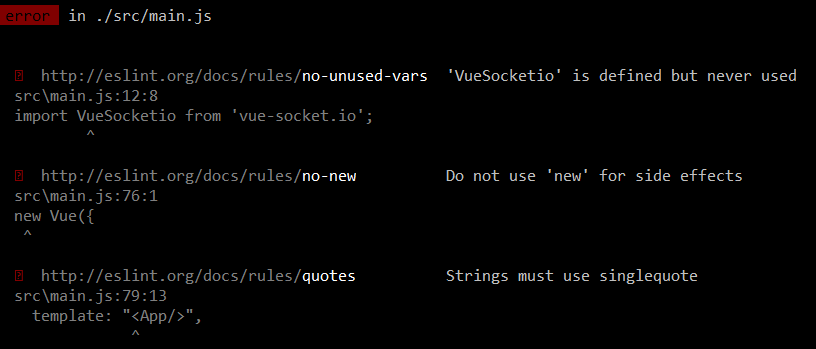 error in ./src/main.js
http://eslint.org/docs/rules/no-unused-vars 'VueSocketio' is defined but never used
src\main.js:12:8
import VueSocketio from 'vue-socket.io';
^
http://eslint.org/docs/rules/no-new Do not use 'new' for side effects
src\main.js:76:1
new Vue({
^
http://eslint.org/docs/rules/quotes Strings must use singlequote
src\main.js:79:13
template: "<App/>",
^